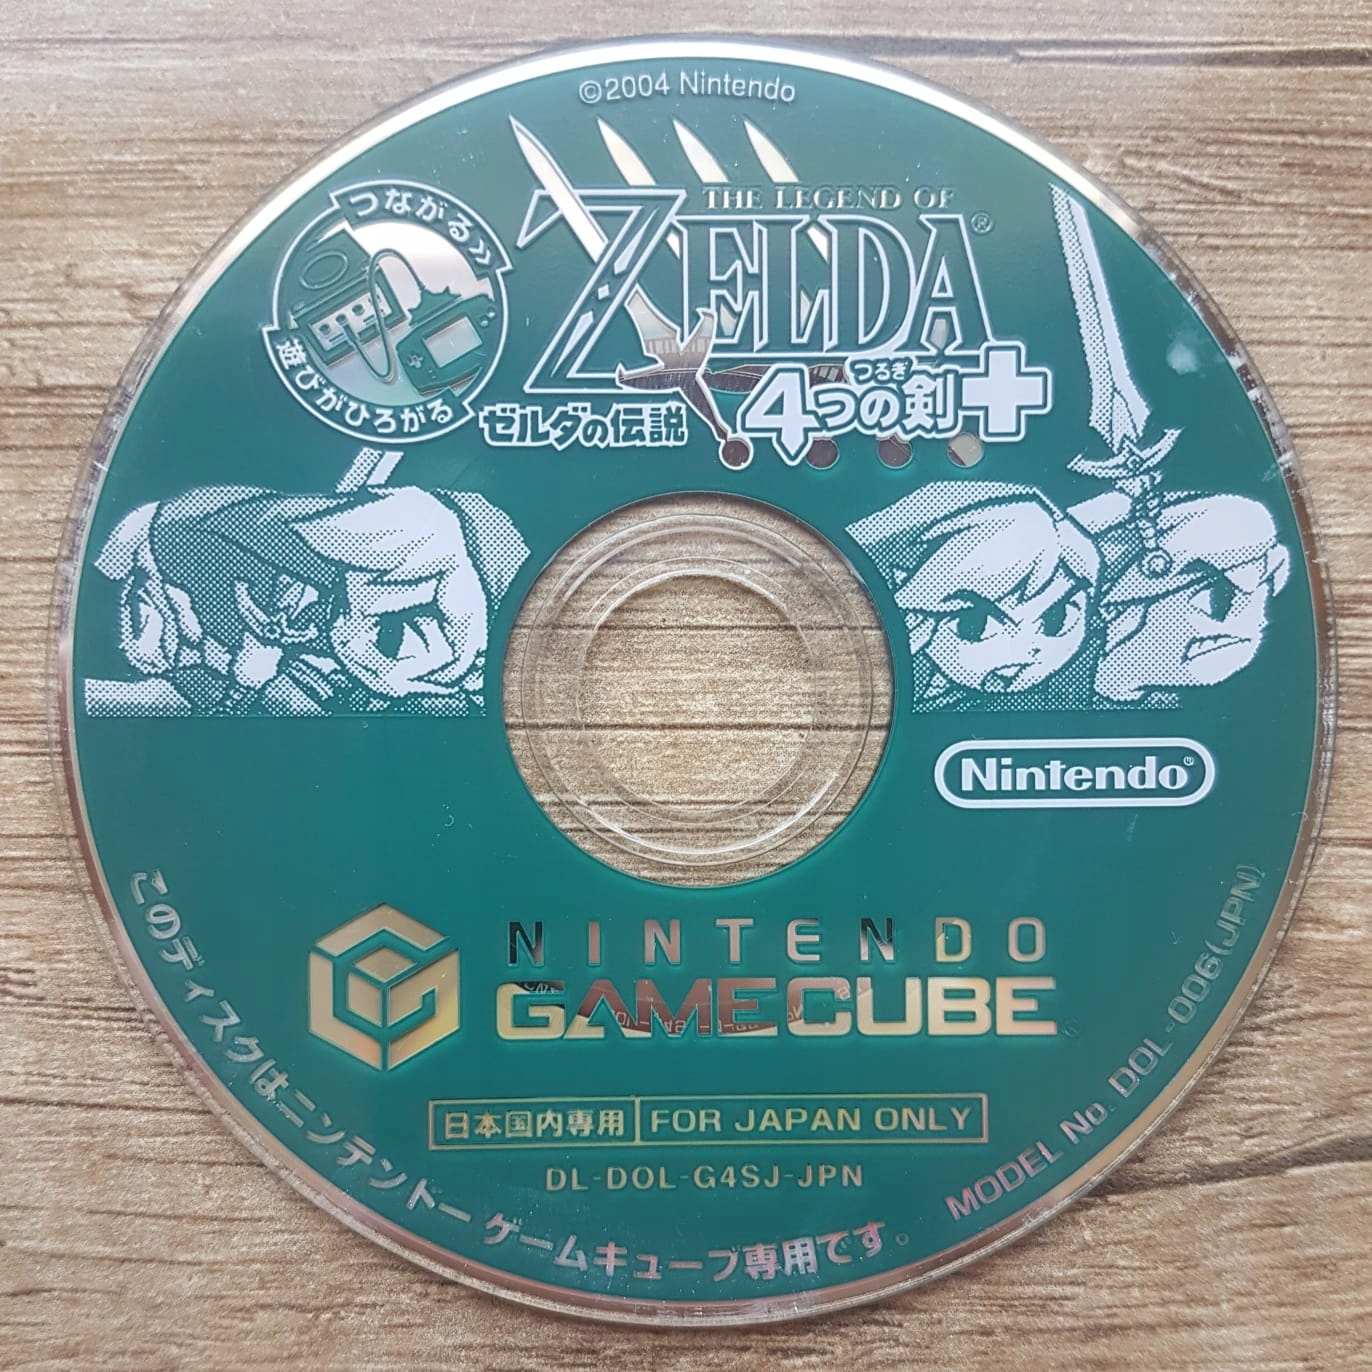 ©2004 Nintendo
つながる»
遊びがひろがる
THE LEGEND OF
ZELDA®
ゼルダの伝説
つるぎ
4つの剣+
Nintendo®
NINTENDO
GAMECUBE®
日本国内専用 FOR JAPAN ONLY
DL-DOL-G4SJ-JPN
このディスクはニンテンドーゲームキューブ専用です。
MODEL No. DOL-006(JPN)